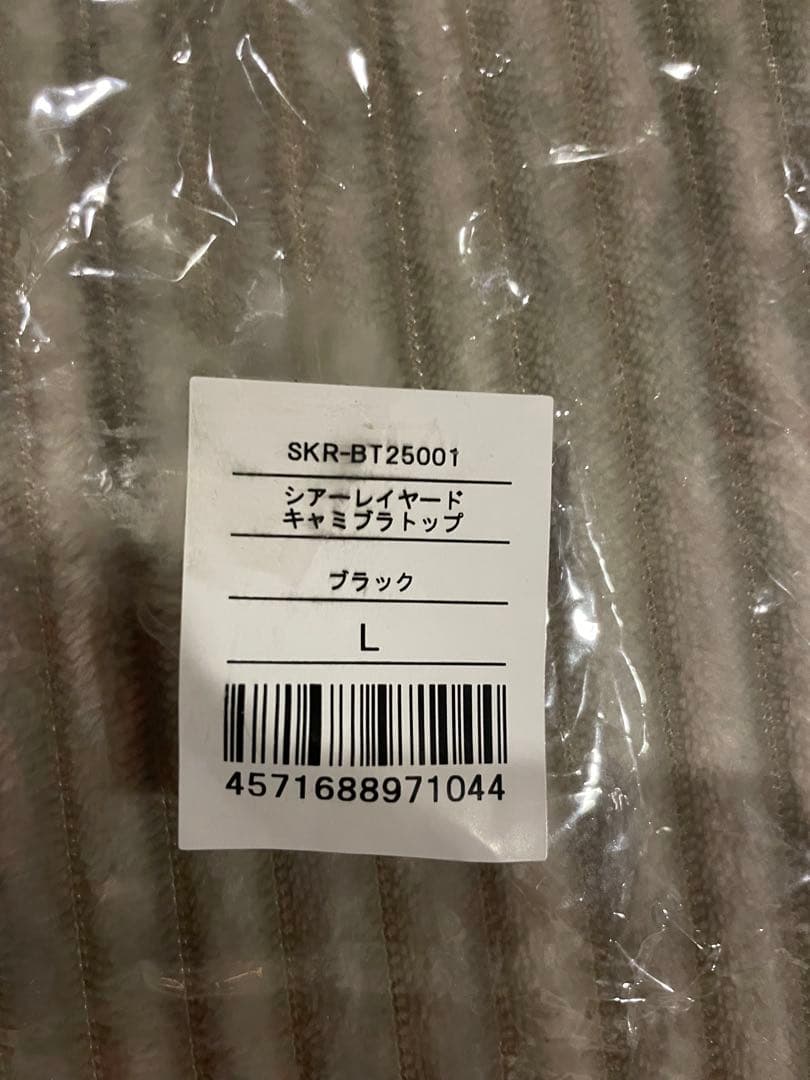 SKR-BT25001
シアーレイヤード
キャミブラトップ
ブラック
L
4571688971044